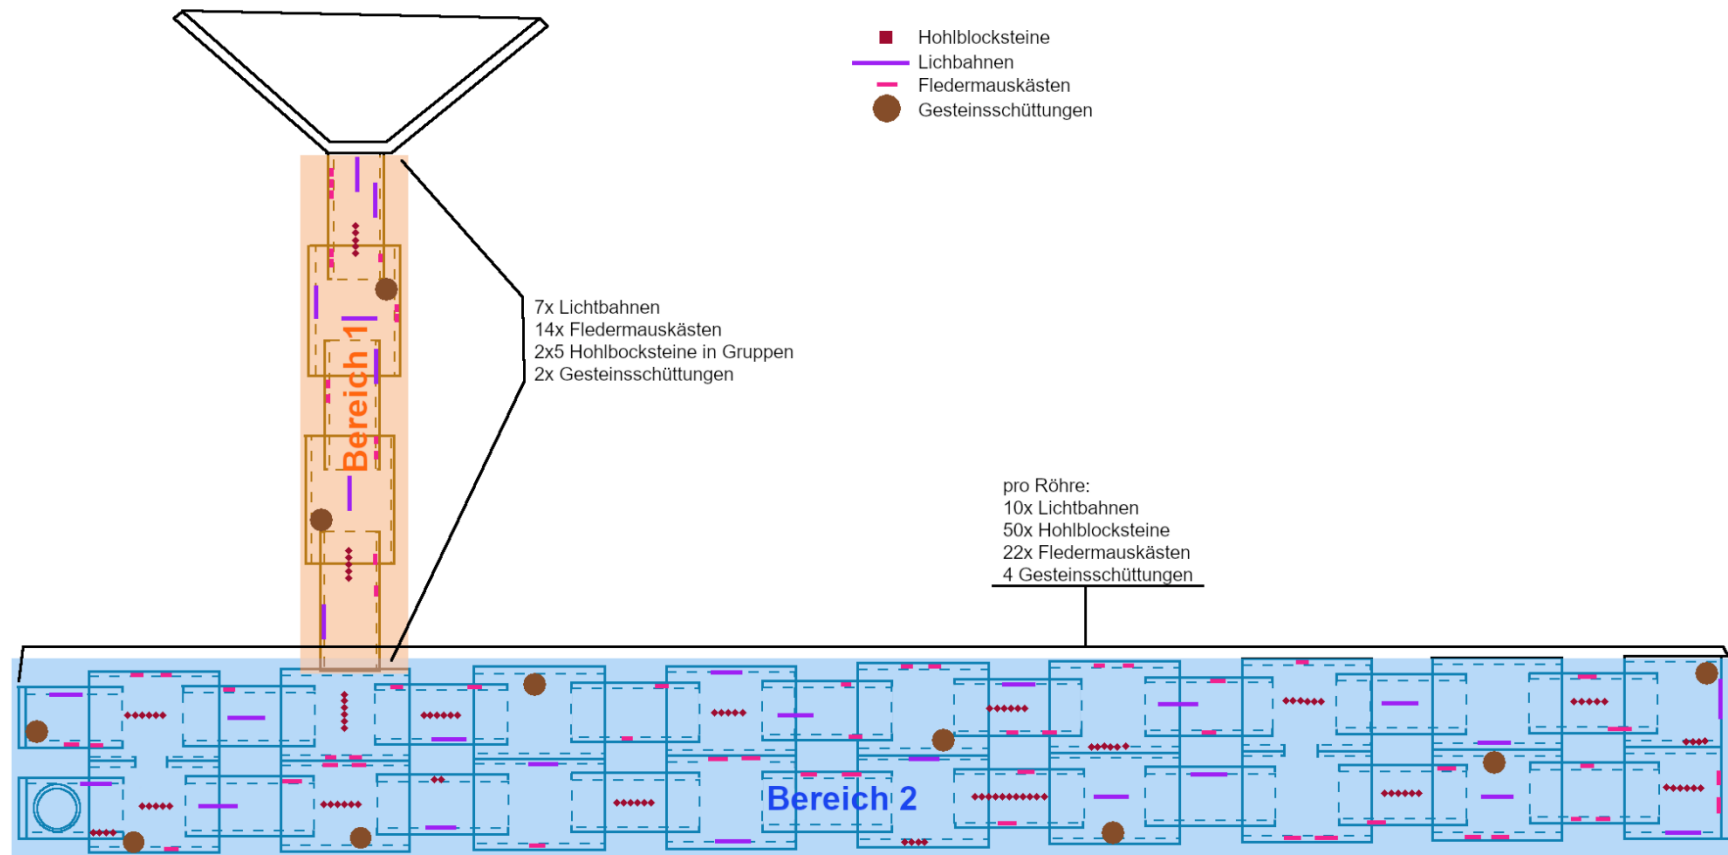 Hohlblocksteine
Lichbahnen
Fledermauskästen
Gesteinsschüttungen
Bereich 1
7x Lichtbahnen
14x Fledermauskästen
2x5 Hohlbocksteine in Gruppen
2x Gesteinsschüttungen
pro Röhre:
10x Lichtbahnen
50x Hohlblocksteine
22x Fledermauskästen
4 Gesteinsschüttungen
Bereich 2